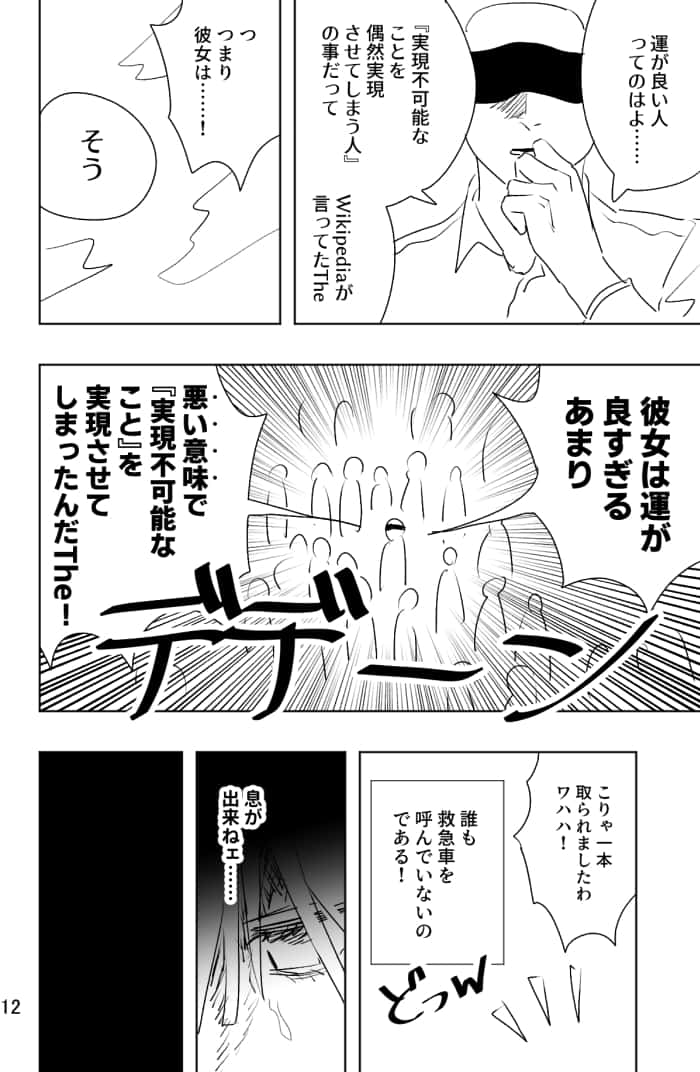 運が良い人
ってのはよ……
『実現不可能な
ことを
偶然実現
させてしまう人』
の事だって
Wikipediaが
言ってたThe
つ
つまり
彼女は……！
そう
彼女は運が
良すぎる
あまり
悪い意味で
『実現不可能な
こと』を
実現させて
しまったんだThe！
デデーン
こりゃ一本
取られましたわ
ワハハ！
誰も
救急車を
呼んでいないの
である！
どっw
息が
出来ねェ……
12